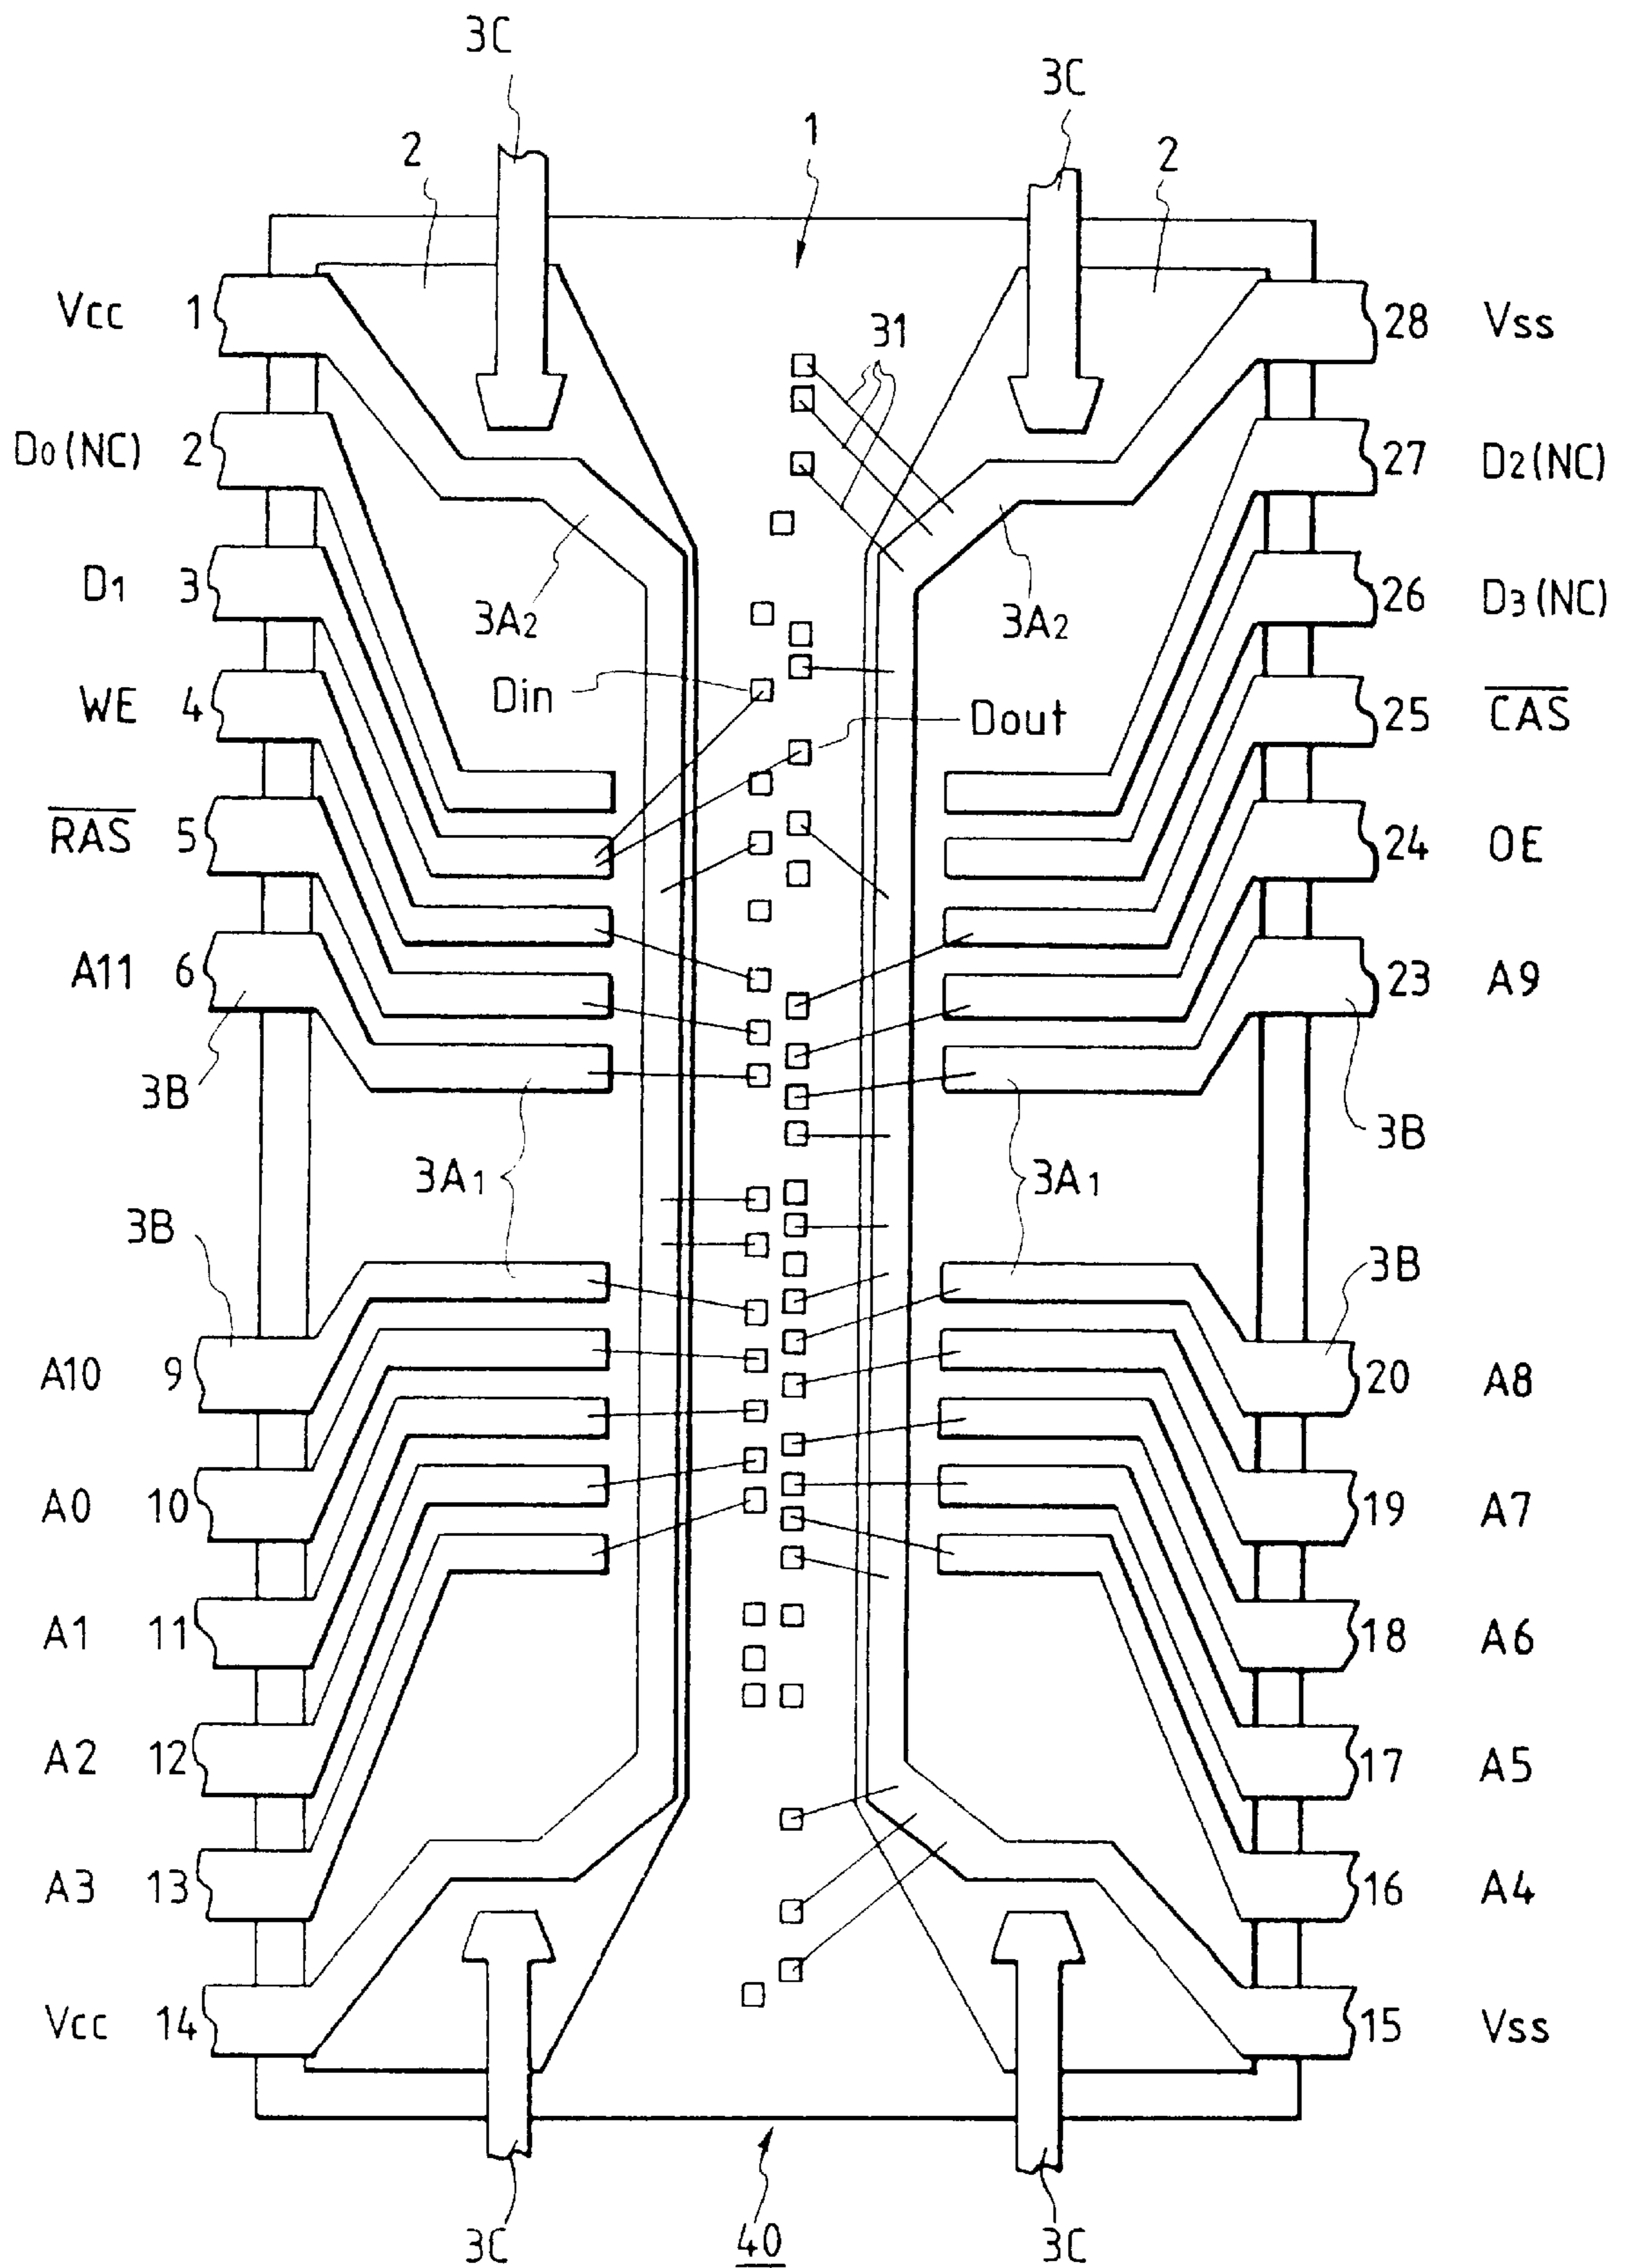 3C
3C
1
2
2
Vcc 1
28 Vss
31
D0(NC) 2
27 D2(NC)
D1 3
26 D3(NC)
3A2
3A2
Din
WE 4
25 CAS
Dout
RAS 5
24 OE
A11 6
23 A9
3B
3B
3A1
3A1
3B
3B
A10 9
20 A8
A0 10
19 A7
A1 11
18 A6
A2 12
17 A5
A3 13
16 A4
Vcc 14
15 Vss
3C
40
3C